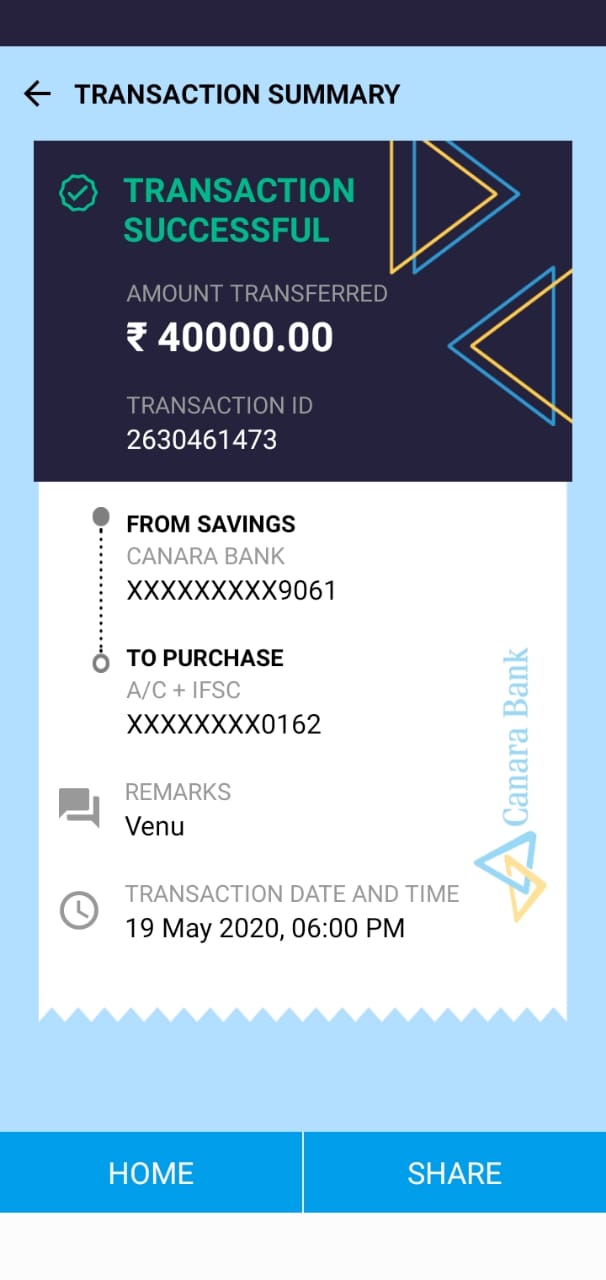 TRANSACTION SUMMARY
TRANSACTION
SUCCESSFUL
AMOUNT TRANSFERRED
₹ 40000.00
TRANSACTION ID
2630461473
FROM SAVINGS
CANARA BANK
XXXXXXXXX9061
TO PURCHASE
A/C + IFSC
XXXXXXXX0162
Canara Bank
REMARKS
Venu
TRANSACTION DATE AND TIME
19 May 2020, 06:00 PM
HOME
SHARE